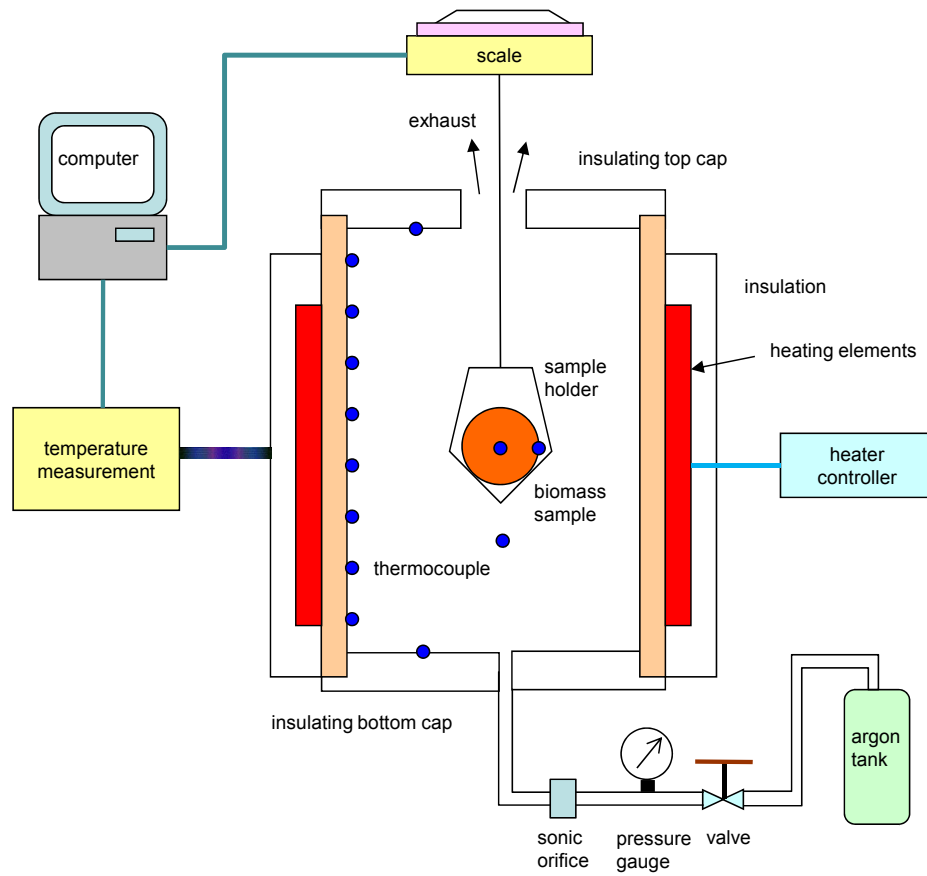 scale
exhaust
insulating top cap
computer
insulation
heating elements
sample
holder
temperature
measurement
heater
controller
biomass
sample
thermocouple
insulating bottom cap
argon
tank
sonic
orifice
pressure
gauge
valve